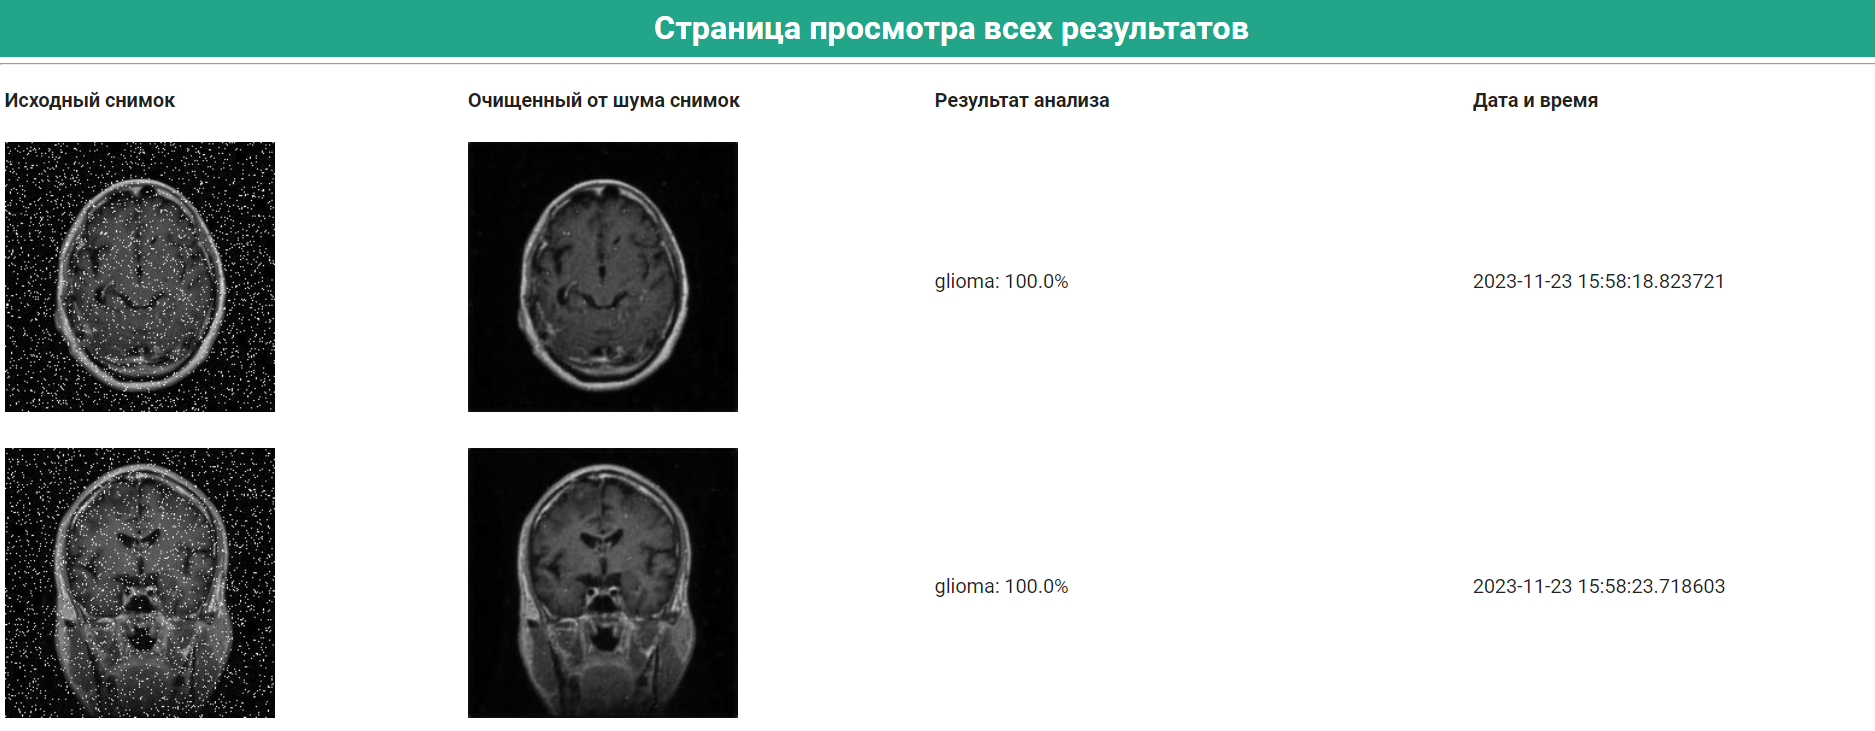 Страница просмотра всех результатов
Исходный снимок
Очищенный от шума снимок
Результат анализа
Дата и время
glioma: 100.0%
2023-11-23 15:58:18.823721
glioma: 100.0%
2023-11-23 15:58:23.718603